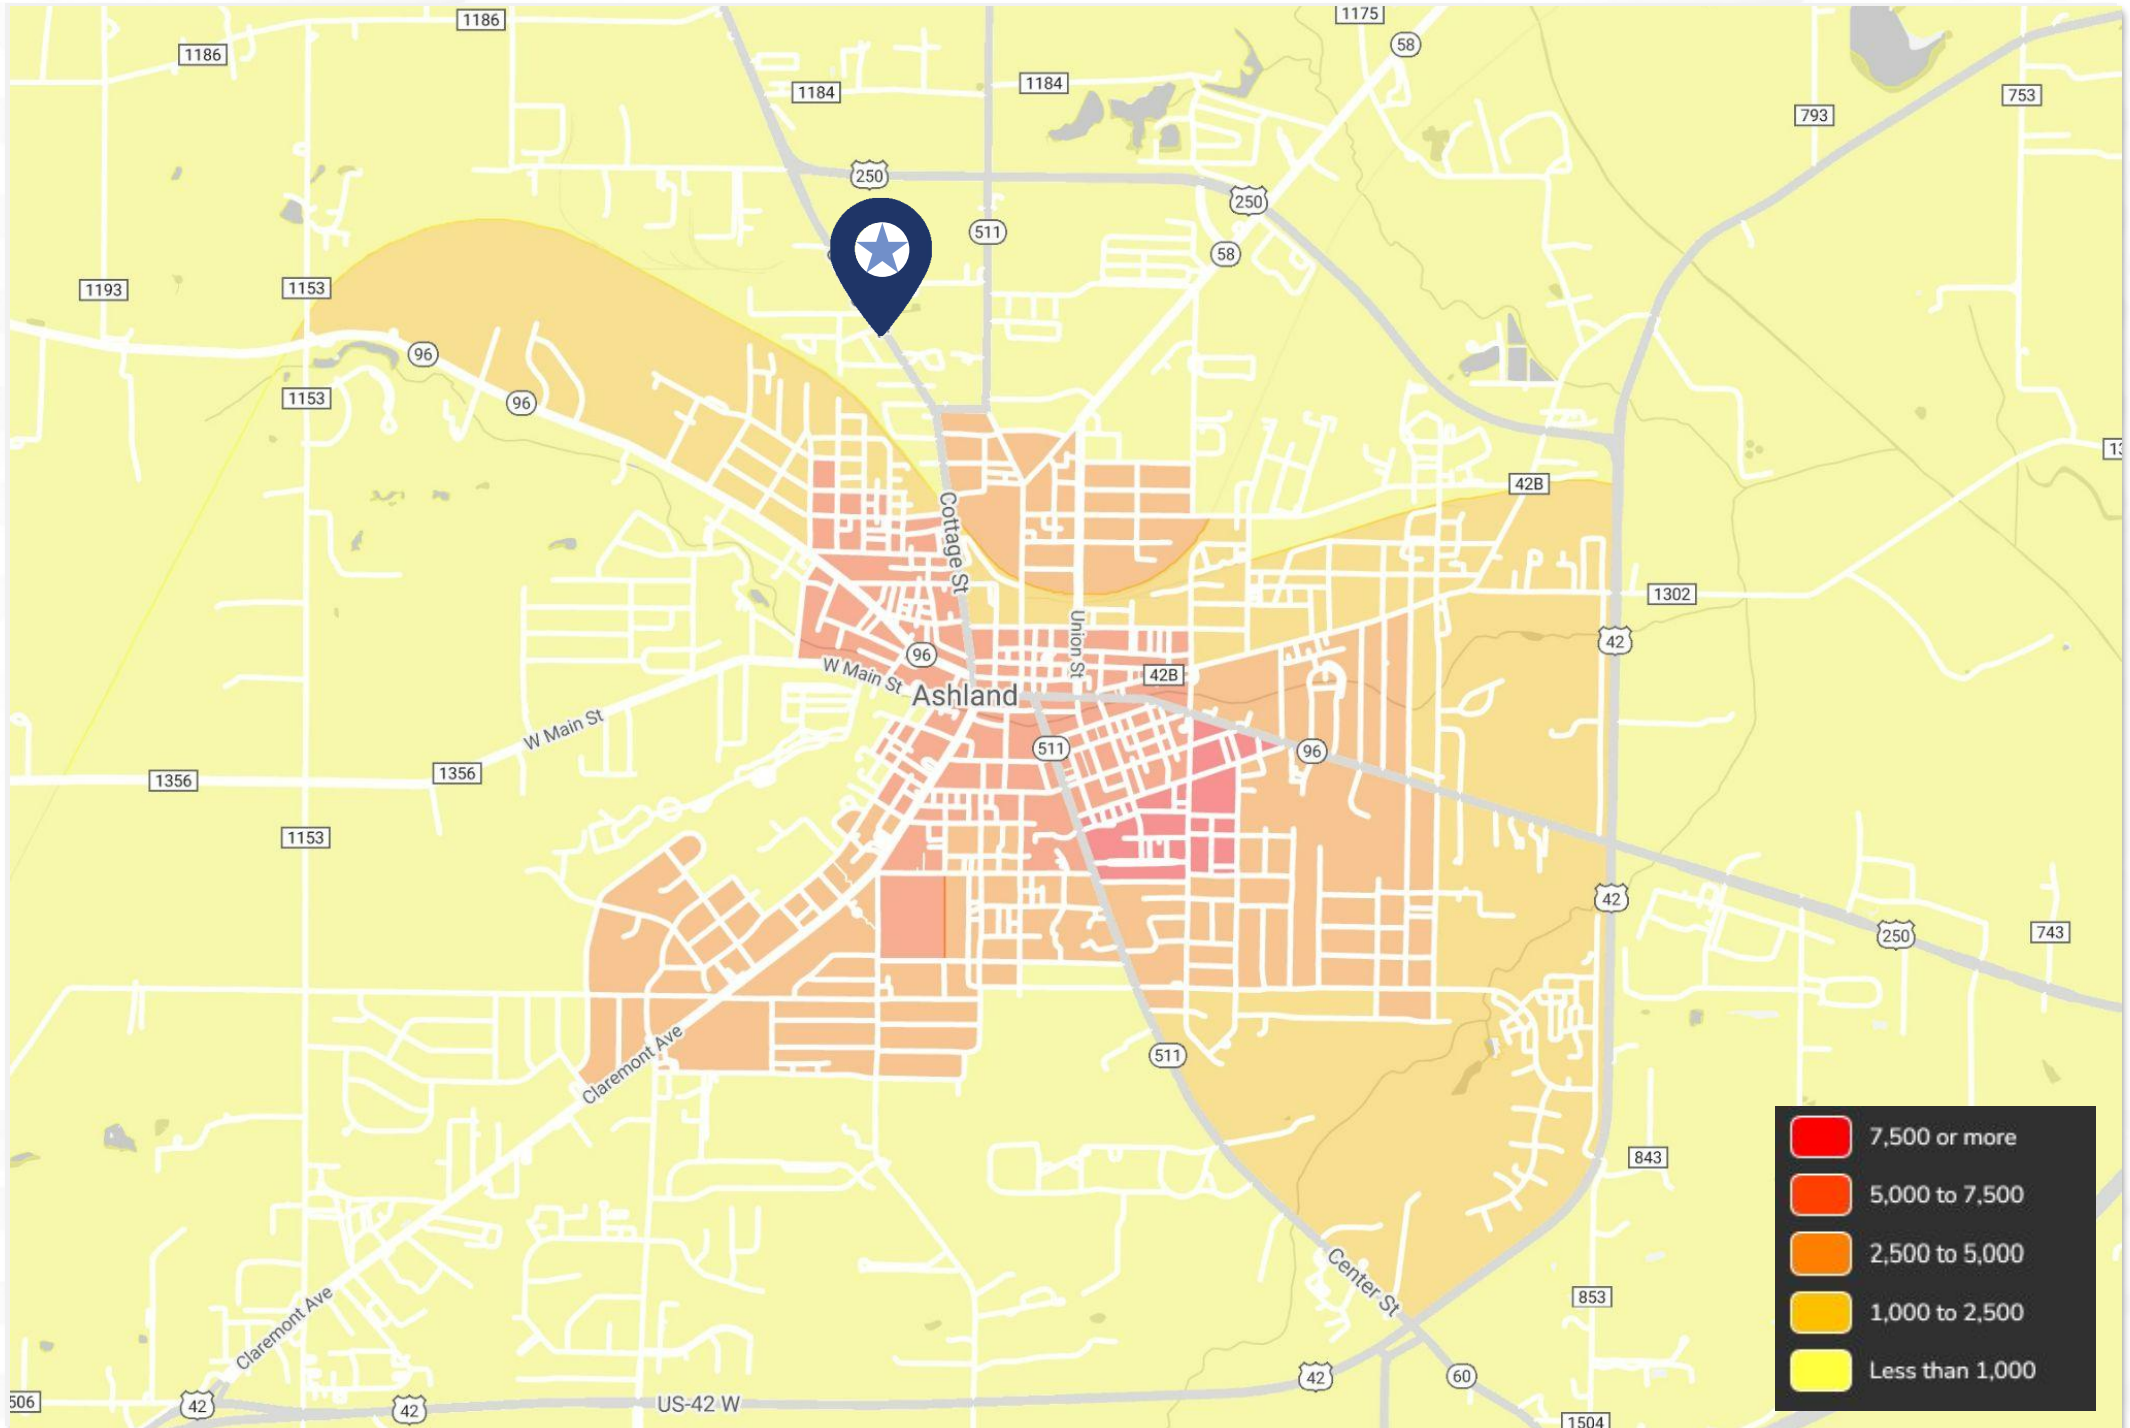 1186
1175
58
1186
1184
1184
753
793
250
250
511
58
1193
1153
96
1153
96
42B
Cottage St
1302
Union St
42
96
W Main St
42B
Ashland
W Main St
511
96
1356
1356
1153
42
250
743
Claremont Ave
511
843
Center St
853
Claremont Ave
42
60
506
42
42
US-42 W
1504
7,500 or more
5,000 to 7,500
2,500 to 5,000
1,000 to 2,500
Less than 1,000